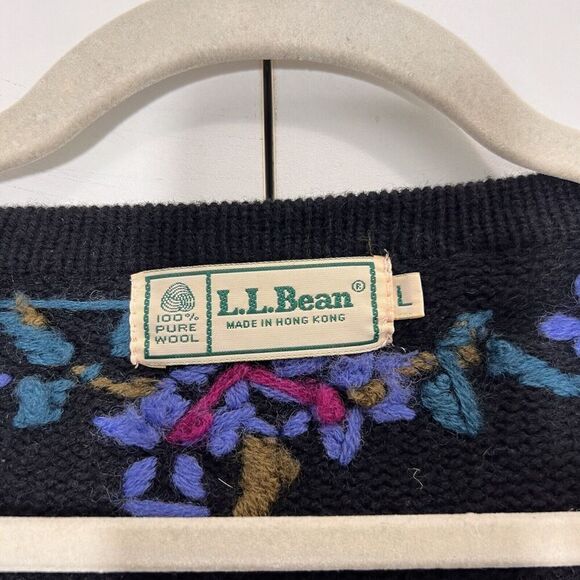 100%
PURE
WOOL
L.L.Bean®
MADE IN HONG KONG
L